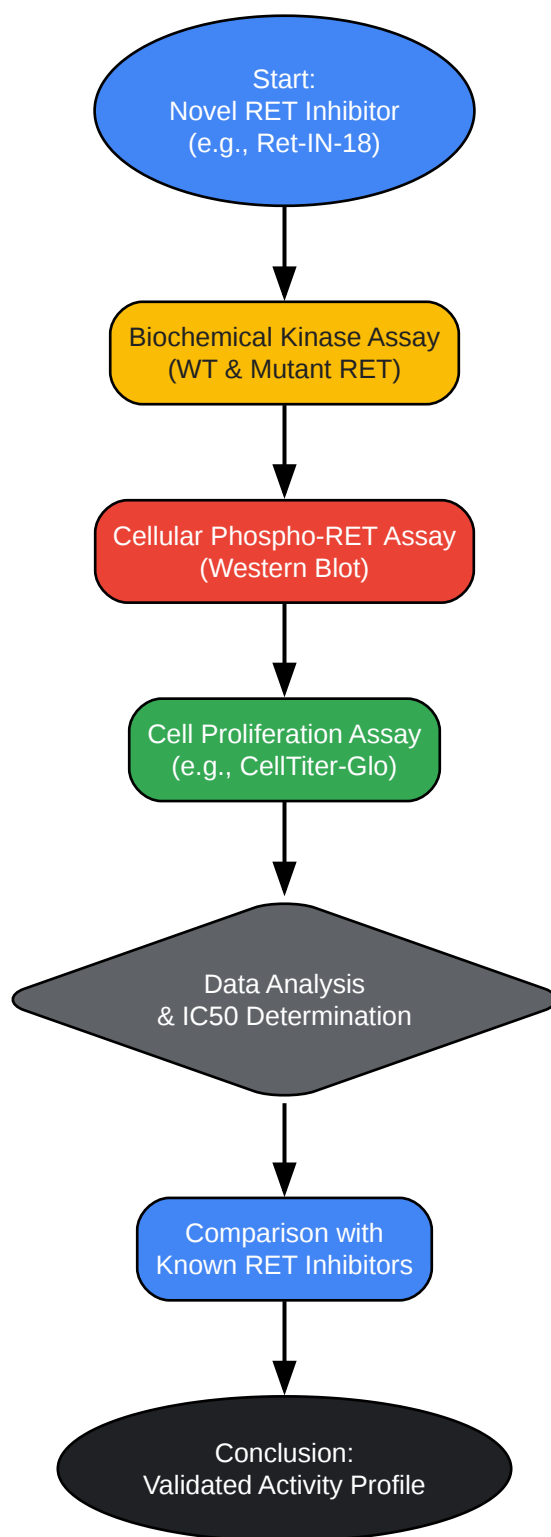 Start:
Novel RET Inhibitor
(e.g., Ret-IN-18)
Biochemical Kinase Assay
(WT & Mutant RET)
Cellular Phospho-RET Assay
(Western Blot)
Cell Proliferation Assay
(e.g., CellTiter-Glo)
Data Analysis
& IC50 Determination
Comparison with
Known RET Inhibitors
Conclusion:
Validated Activity Profile